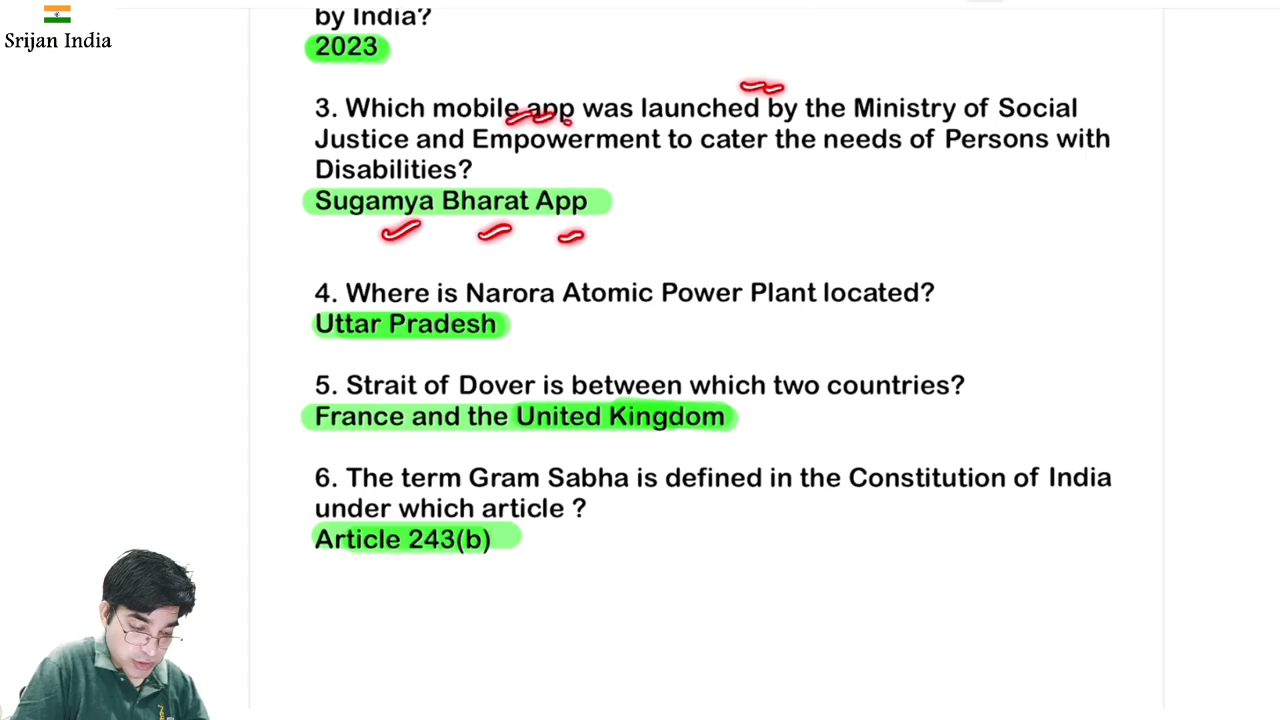 Srijan India
by India?
2023
3. Which mobile app was launched by the Ministry of Social
Justice and Empowerment to cater the needs of Persons with
Disabilities?
Sugamya Bharat App
4. Where is Narora Atomic Power Plant located?
Uttar Pradesh
5. Strait of Dover is between which two countries?
France and the United Kingdom
6. The term Gram Sabha is defined in the Constitution of India
under which article ?
Article 243(b)